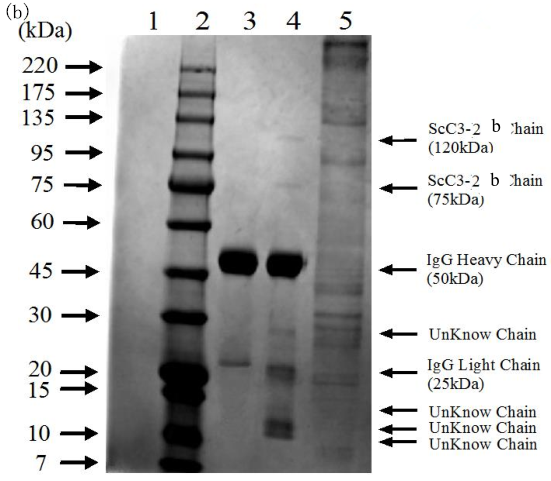 (b)
(kDa)
1 2 3 4 5
220
175
135
95
75
60
45
30
20
15
10
7
ScC3-2 b hain
(120kDa)
ScC3-2 b hain
(75kDa)
IgG Heavy Chain
(50kDa)
UnKnow Chain
IgG Light Chain
(25kDa)
UnKnow Chain
UnKnow Chain
UnKnow Chain